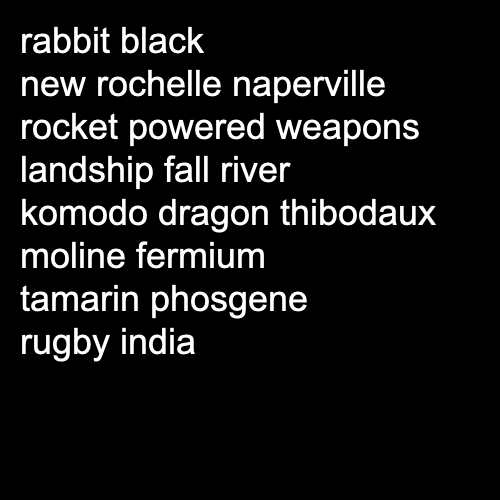 rabbit black
new rochelle naperville
rocket powered weapons
landship fall river
komodo dragon thibodaux
moline fermium
tamarin phosgene
rugby india